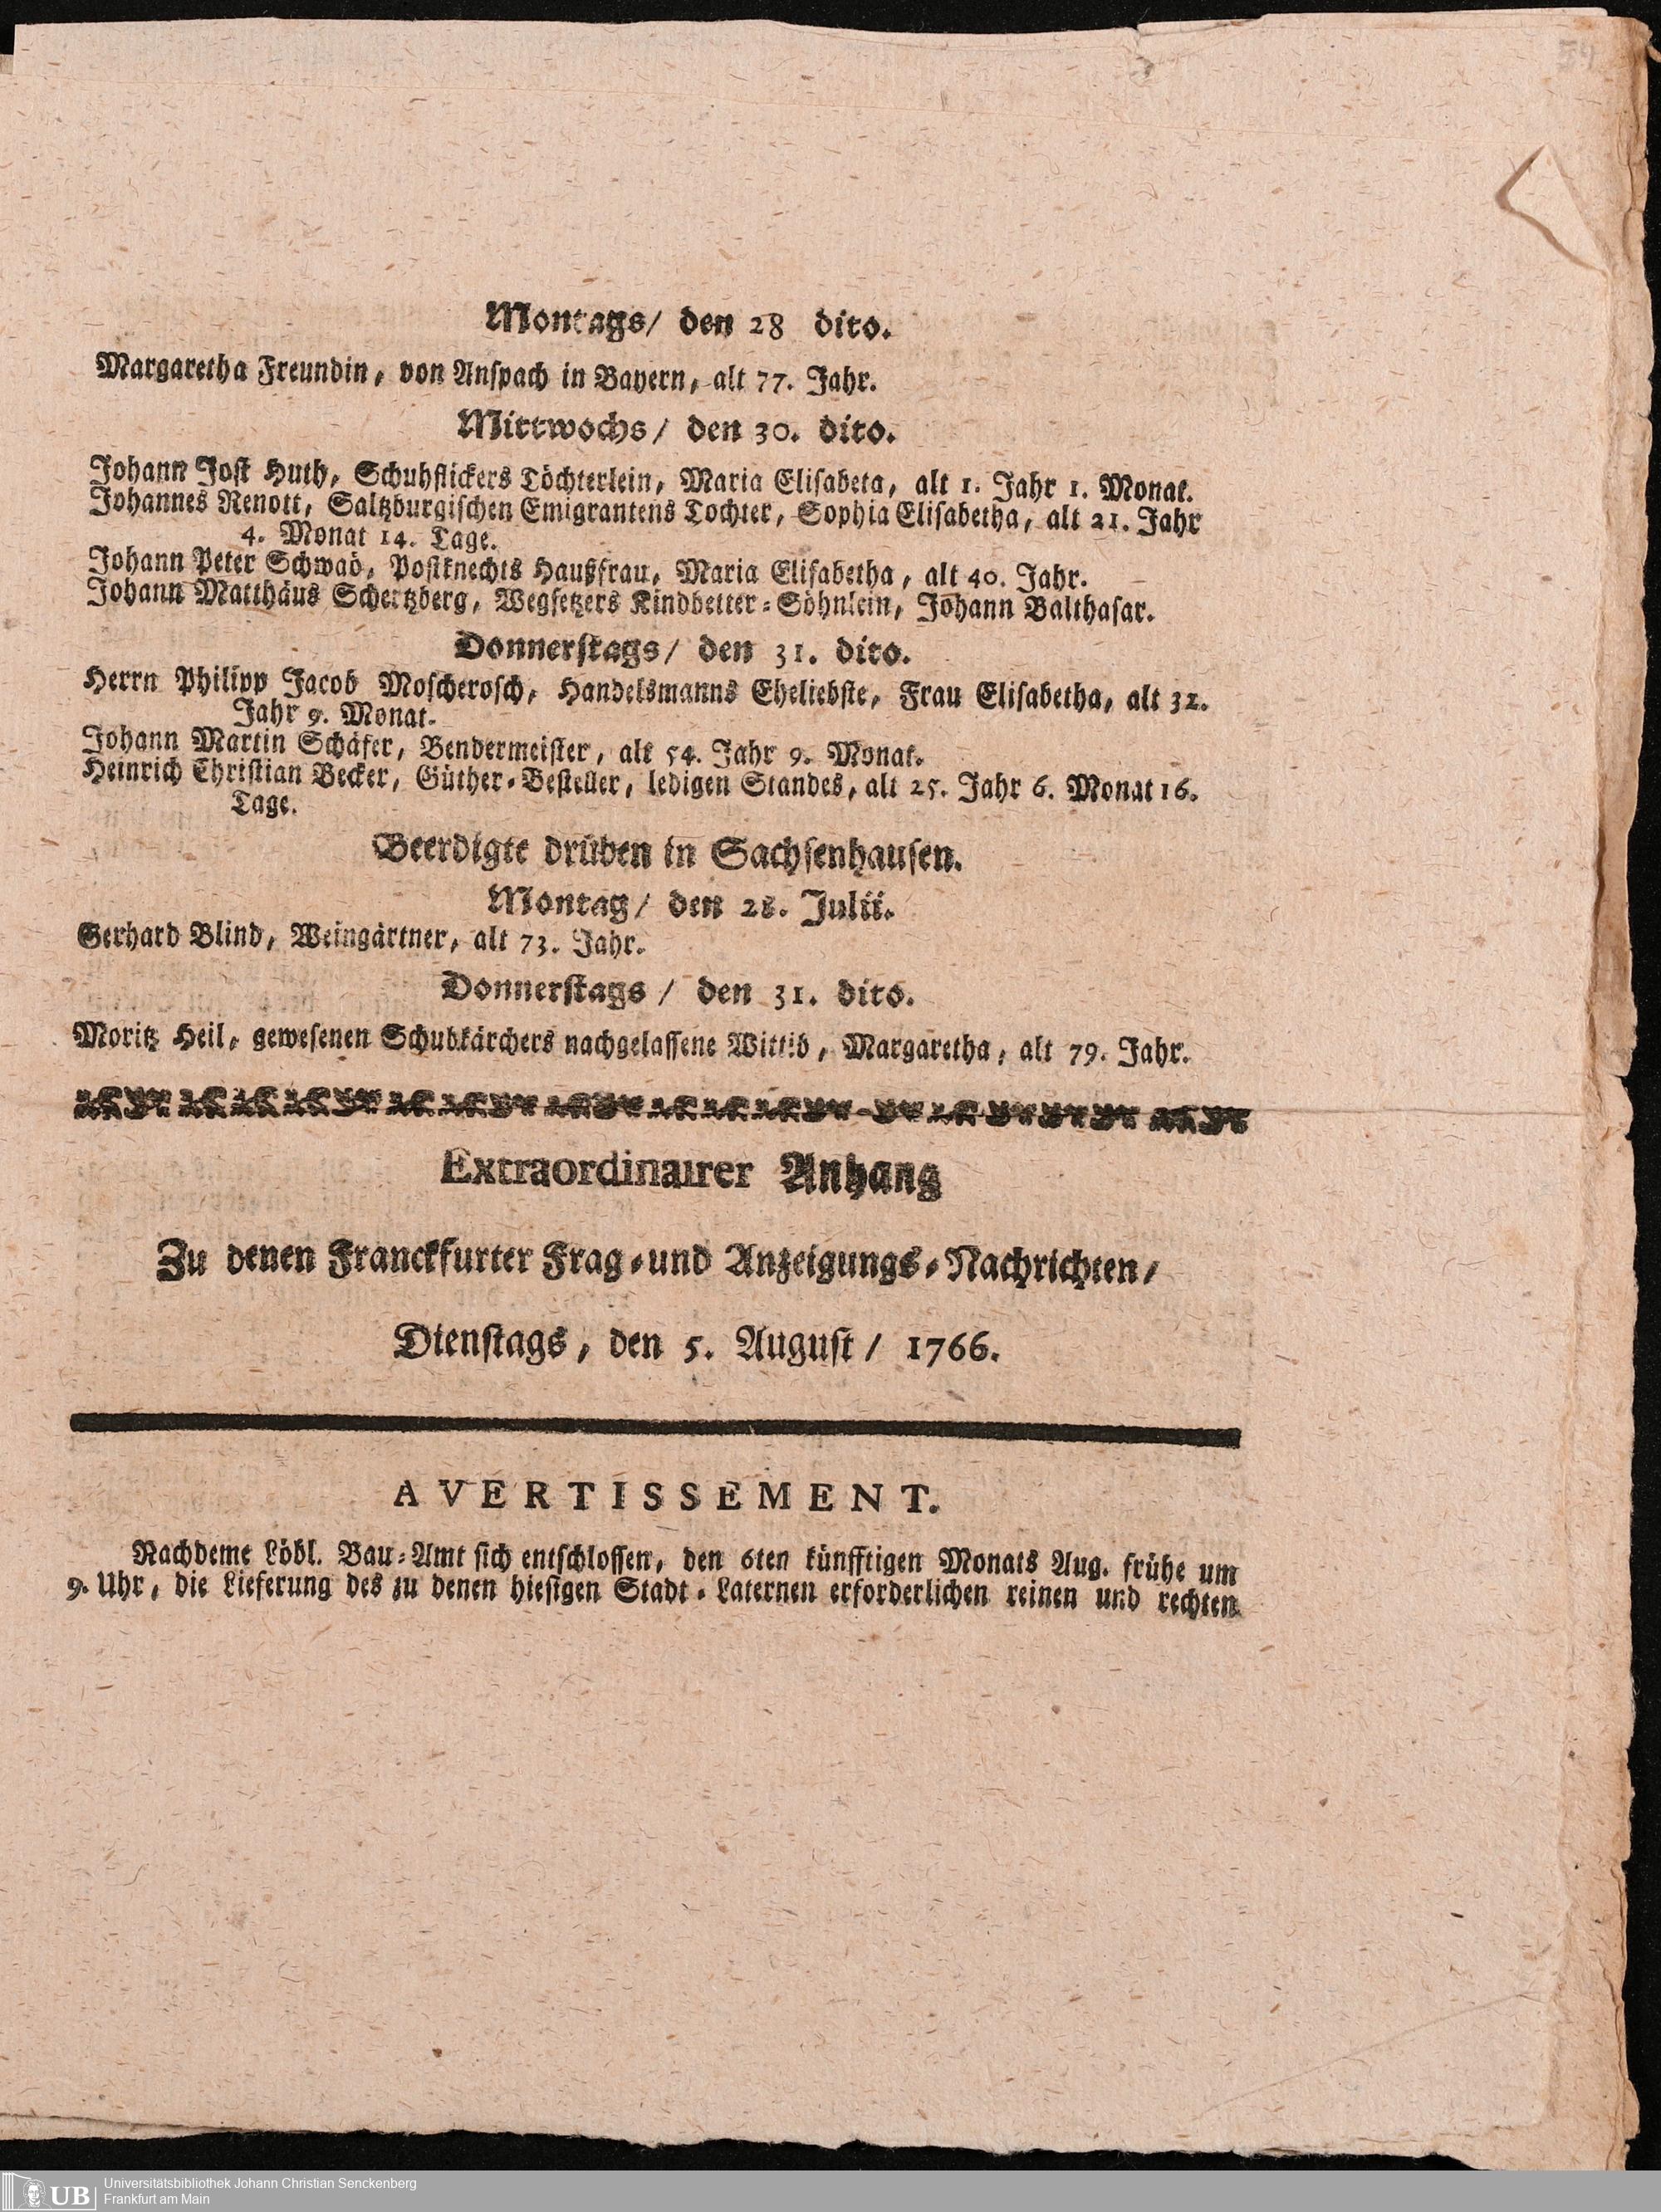 Montags/ den 28 dito.
Margaretha Freundin, von Anspach in Bayern, alt 77. Jahr.
Mittwochs/ den 30. dito.
Johann Jost Huth, Schuhflickers Töchterlein, Maria Elisabeta, alt 1. Jahr 1. Monat.
Johannes Renott, Saltzburgischen Emigrantens Tochter, Sophia Elisabetha, alt 21. Jahr
4. Monat 14. Tage.
Johann Peter Schwab, Postknechts Haußfrau, Maria Elisabetha, alt 40. Jahr.
Johann Matthäus Schertzberg, Wegsetzers Kindbetter-Söhnlein, Johann Balthasar.
Donnerstags/ den 31. dito.
Herrn Philipp Jacob Moscherosch, Handelsmanns Eheliebste, Frau Elisabetha, alt 32.
Jahr 9. Monat.
Johann Martin Schäfer, Bendermeister, alt 54. Jahr 9. Monat.
Heinrich Christian Becker, Güther-Besteller, ledigen Standes, alt 25. Jahr 6. Monat 16.
Tage.
Beerdigte drüben in Sachsenhausen.
Montag/ den 28. Julii.
Gerhard Blind, Weingärtner, alt 73. Jahr.
Donnerstags/ den 31. dito.
Moritz Heil, gewesenen Schubkärchers nachgelassene Wittib, Margaretha, alt 79. Jahr.
Extraordinairer Anhang
Zu denen Franckfurter Frag-und Anzeigungs-Nachrichten/
Dienstags, den 5. August/ 1766.
AVERTISSEMENT.
Nachdeme Löbl. Bau-Amt sich entschlossen, den 6ten künfftigen Monats Aug. frühe um
9. Uhr, die Lieferung des zu denen hiesigen Stadt-Laternen erforderlichen reinen und rechten
UB
Universitätsbibliothek Johann Christian Senckenberg
Frankfurt am Main